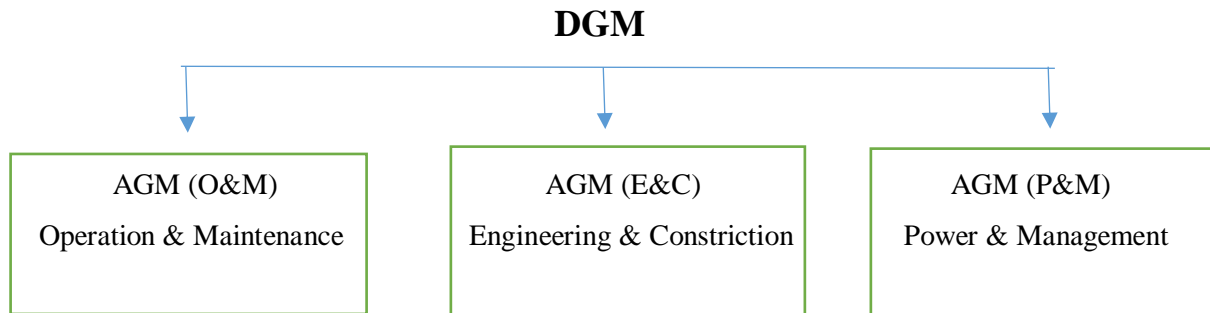 DGM
AGM (O&M)
Operation & Maintenance
AGM (E&C)
Engineering & Constriction
AGM (P&M)
Power & Management